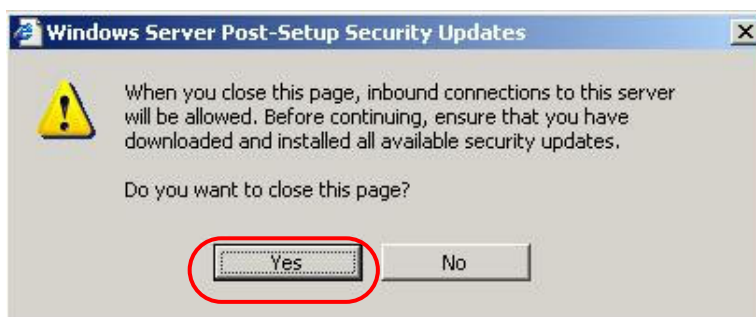 Windows Server Post-Setup Security Updates
When you close this page, inbound connections to this server
will be allowed. Before continuing, ensure that you have
downloaded and installed all available security updates.
Do you want to close this page?
Yes
No